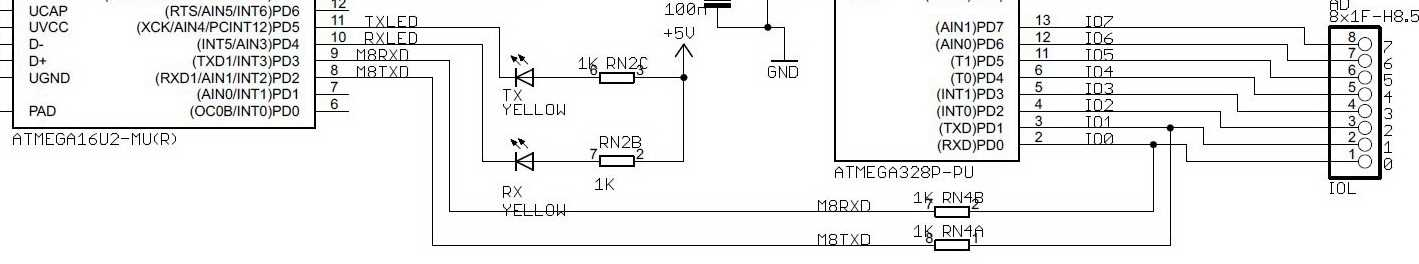 UCAP
(RTS/AIN5/INT6)PD6
12
UVCC
(XCK/AIN4/PCINT12)PD5
11
TXLED
D-
(INT5/AIN3)PD4
10
RXLED
D+
(TXD1/INT3)PD3
9
M8RXD
UGND
(RXD1/AIN1/INT2)PD2
8
M8TXD
(AIN0/INT1)PD1
7
PAD
(OC0B/INT0)PD0
6
ATMEGA16U2-MU(R)
100n
+5V
GND
1K RN2C
6 3
TX
YELLOW
RN2B
7 2
1K
RX
YELLOW
(AIN1)PD7
13
IO7
(AIN0)PD6
12
IO6
(T1)PD5
11
IO5
(T0)PD4
6
IO4
(INT1)PD3
5
IO3
(INT0)PD2
4
IO2
(TXD)PD1
3
IO1
(RXD)PD0
2
IO0
ATMEGA328P-PU
M8RXD
1K RN4B
7 2
M8TXD
1K RN4A
8 1
8x1F-H8.5
8 7
7 6
6 5
5 4
4 3
3 2
2 1
1 0
IOL